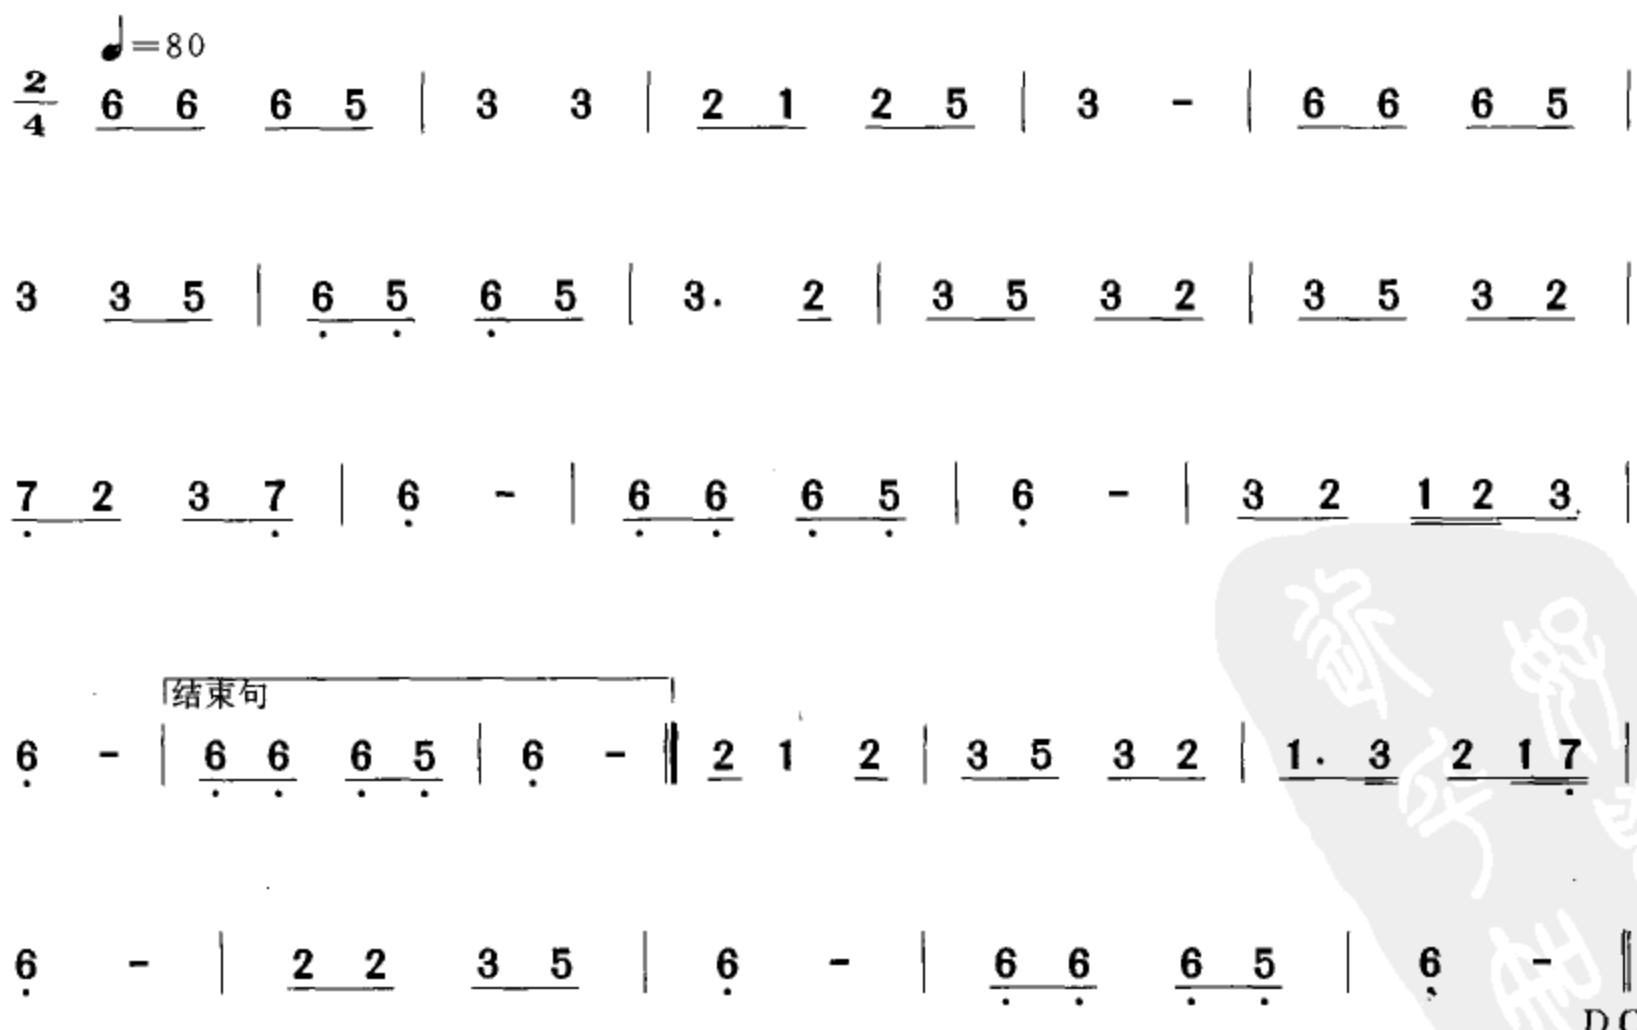 ♩=80
2/4 6 6 6 5 | 3 3 | 2 1 2 5 | 3 - | 6 6 6 5 |
3 3 5 | 6̣ 5̣ 6̣ 5 | 3. 2 | 3 5 3 2 | 3 5 3 2 |
7̣ 2 3 7̣ | 6̣ - | 6̣ 6̣ 6̣ 5̣ | 6̣ - | 3 2 1 2 3 |
结束句
6̣ - | 6̣ 6̣ 6̣ 5̣ | 6̣ - ‖ 2 1 2 | 3 5 3 2 | 1. 3 2 1 7̣ |
6̣ - | 2 2 3 5 | 6̣ - | 6̣ 6̣ 6̣ 5̣ | 6̣ - ‖